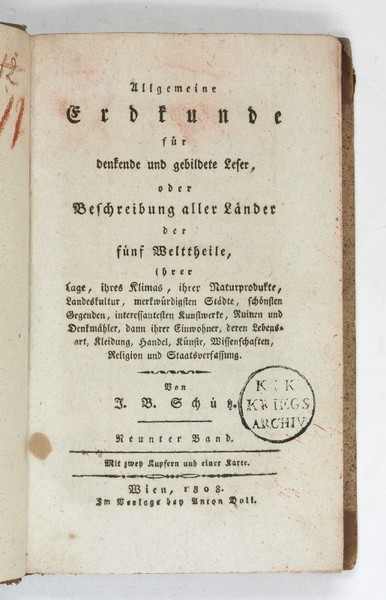 Allgemeine
Erdkunde
für
denkende und gebildete Leser,
oder
Beschreibung aller Länder
der
fünf Welttheile,
ihrer
Lage, ihres Klimas, ihrer Naturprodukte,
Landeskultur, merkwürdigsten Städte, schönsten
Gegenden, interessantesten Kunstwerke, Ruinen und
Denkmähler, dann ihrer Einwohner, deren Lebens-
art, Kleidung, Handel, Künste, Wissenschaften,
Religion und Staatsverfassung.
Von
J. B. Schütz.
K. K.
KRIEGS
ARCHIV
Neunter Band.
Mit zwey Kupfern und einer Karte.
Wien, 1808.
Im Verlage bey Anton Doll.